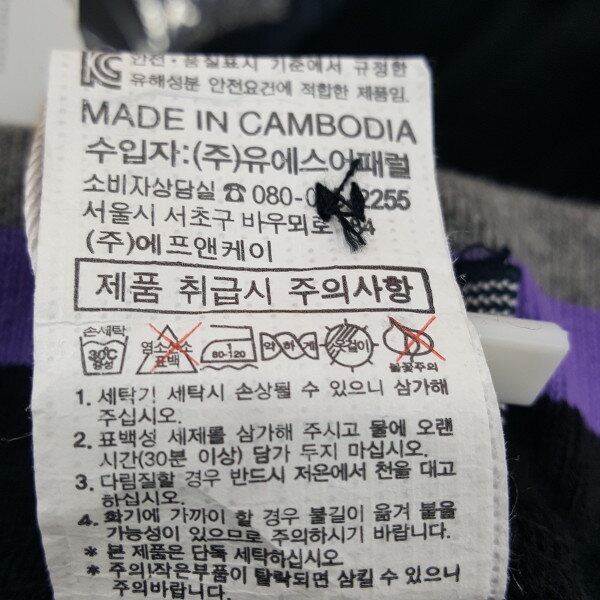 KC 안전·품질표시 기준에서 규정한
유해성분 안전요건에 적합한 제품임.
MADE IN CAMBODIA
수입자:(주)유에스어패럴
소비자상담실 ☎ 080- 2255
서울시 서초구 바우뫼로
(주)에프앤케이
제품 취급시 주의사항
손세탁 30℃ 중성
염소 표백
1 80-120
약하게
옷걸이
불꽃주의
1. 세탁기 세탁시 손상될 수 있으니 삼가해
주십시오.
2. 표백성 세제를 삼가해 주시고 물에 오랜
시간(30분 이상) 담가 두지 마십시오.
3. 다림질할 경우 반드시 저온에서 천을 대고
하십시오.
4. 화기에 가까이 할 경우 불길이 옮겨 붙을
가능성이 있으므로 주의하시기 바랍니다.
* 본 제품은 단독 세탁하십시오.
* 주의!작은부품이 탈락되면 삼킬 수 있으니
주의바랍니다.